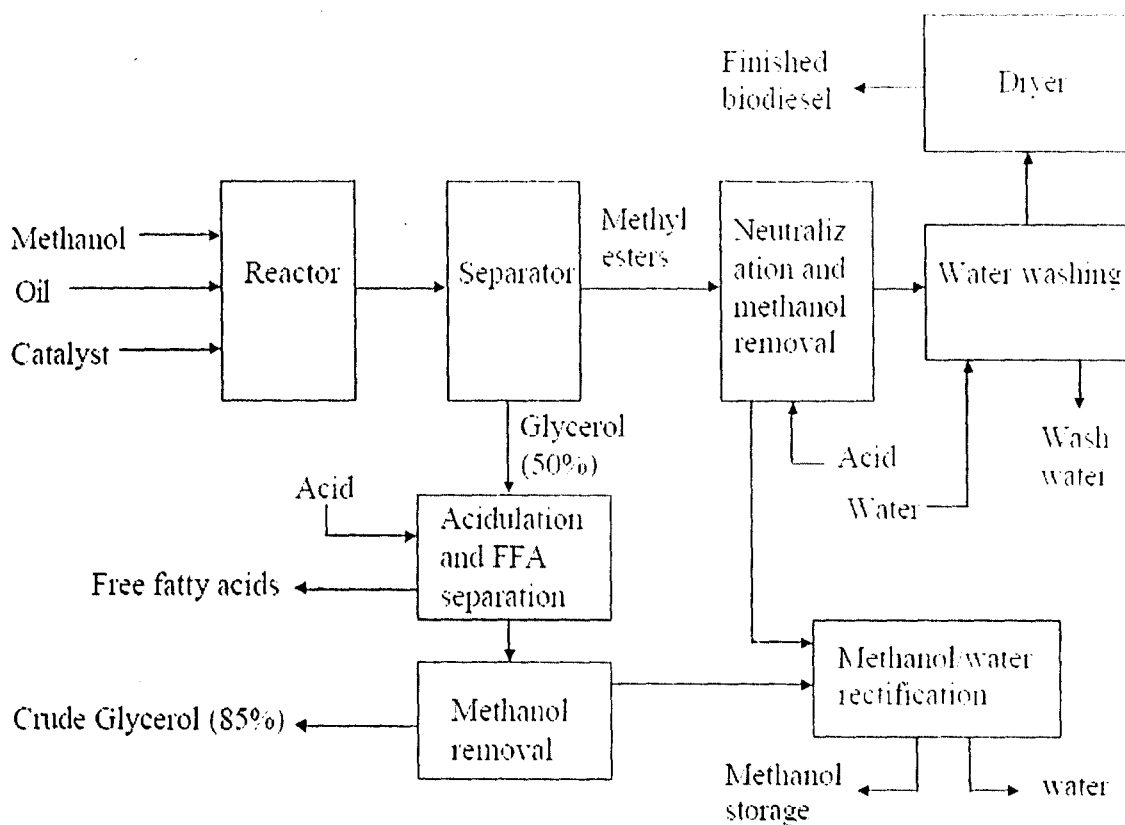 Finished
biodiesel
Dryer
Methanol
Oil
Catalyst
Reactor
Separator
Methyl
esters
Neutraliz
ation and
methanol
removal
Water washing
Glycerol
(50%)
Acid
Water
Wash
water
Acid
Acidulation
and FFA
separation
Free fatty acids
Methanol
removal
Crude Glycerol (85%)
Methanol/water
rectification
Methanol
storage
water